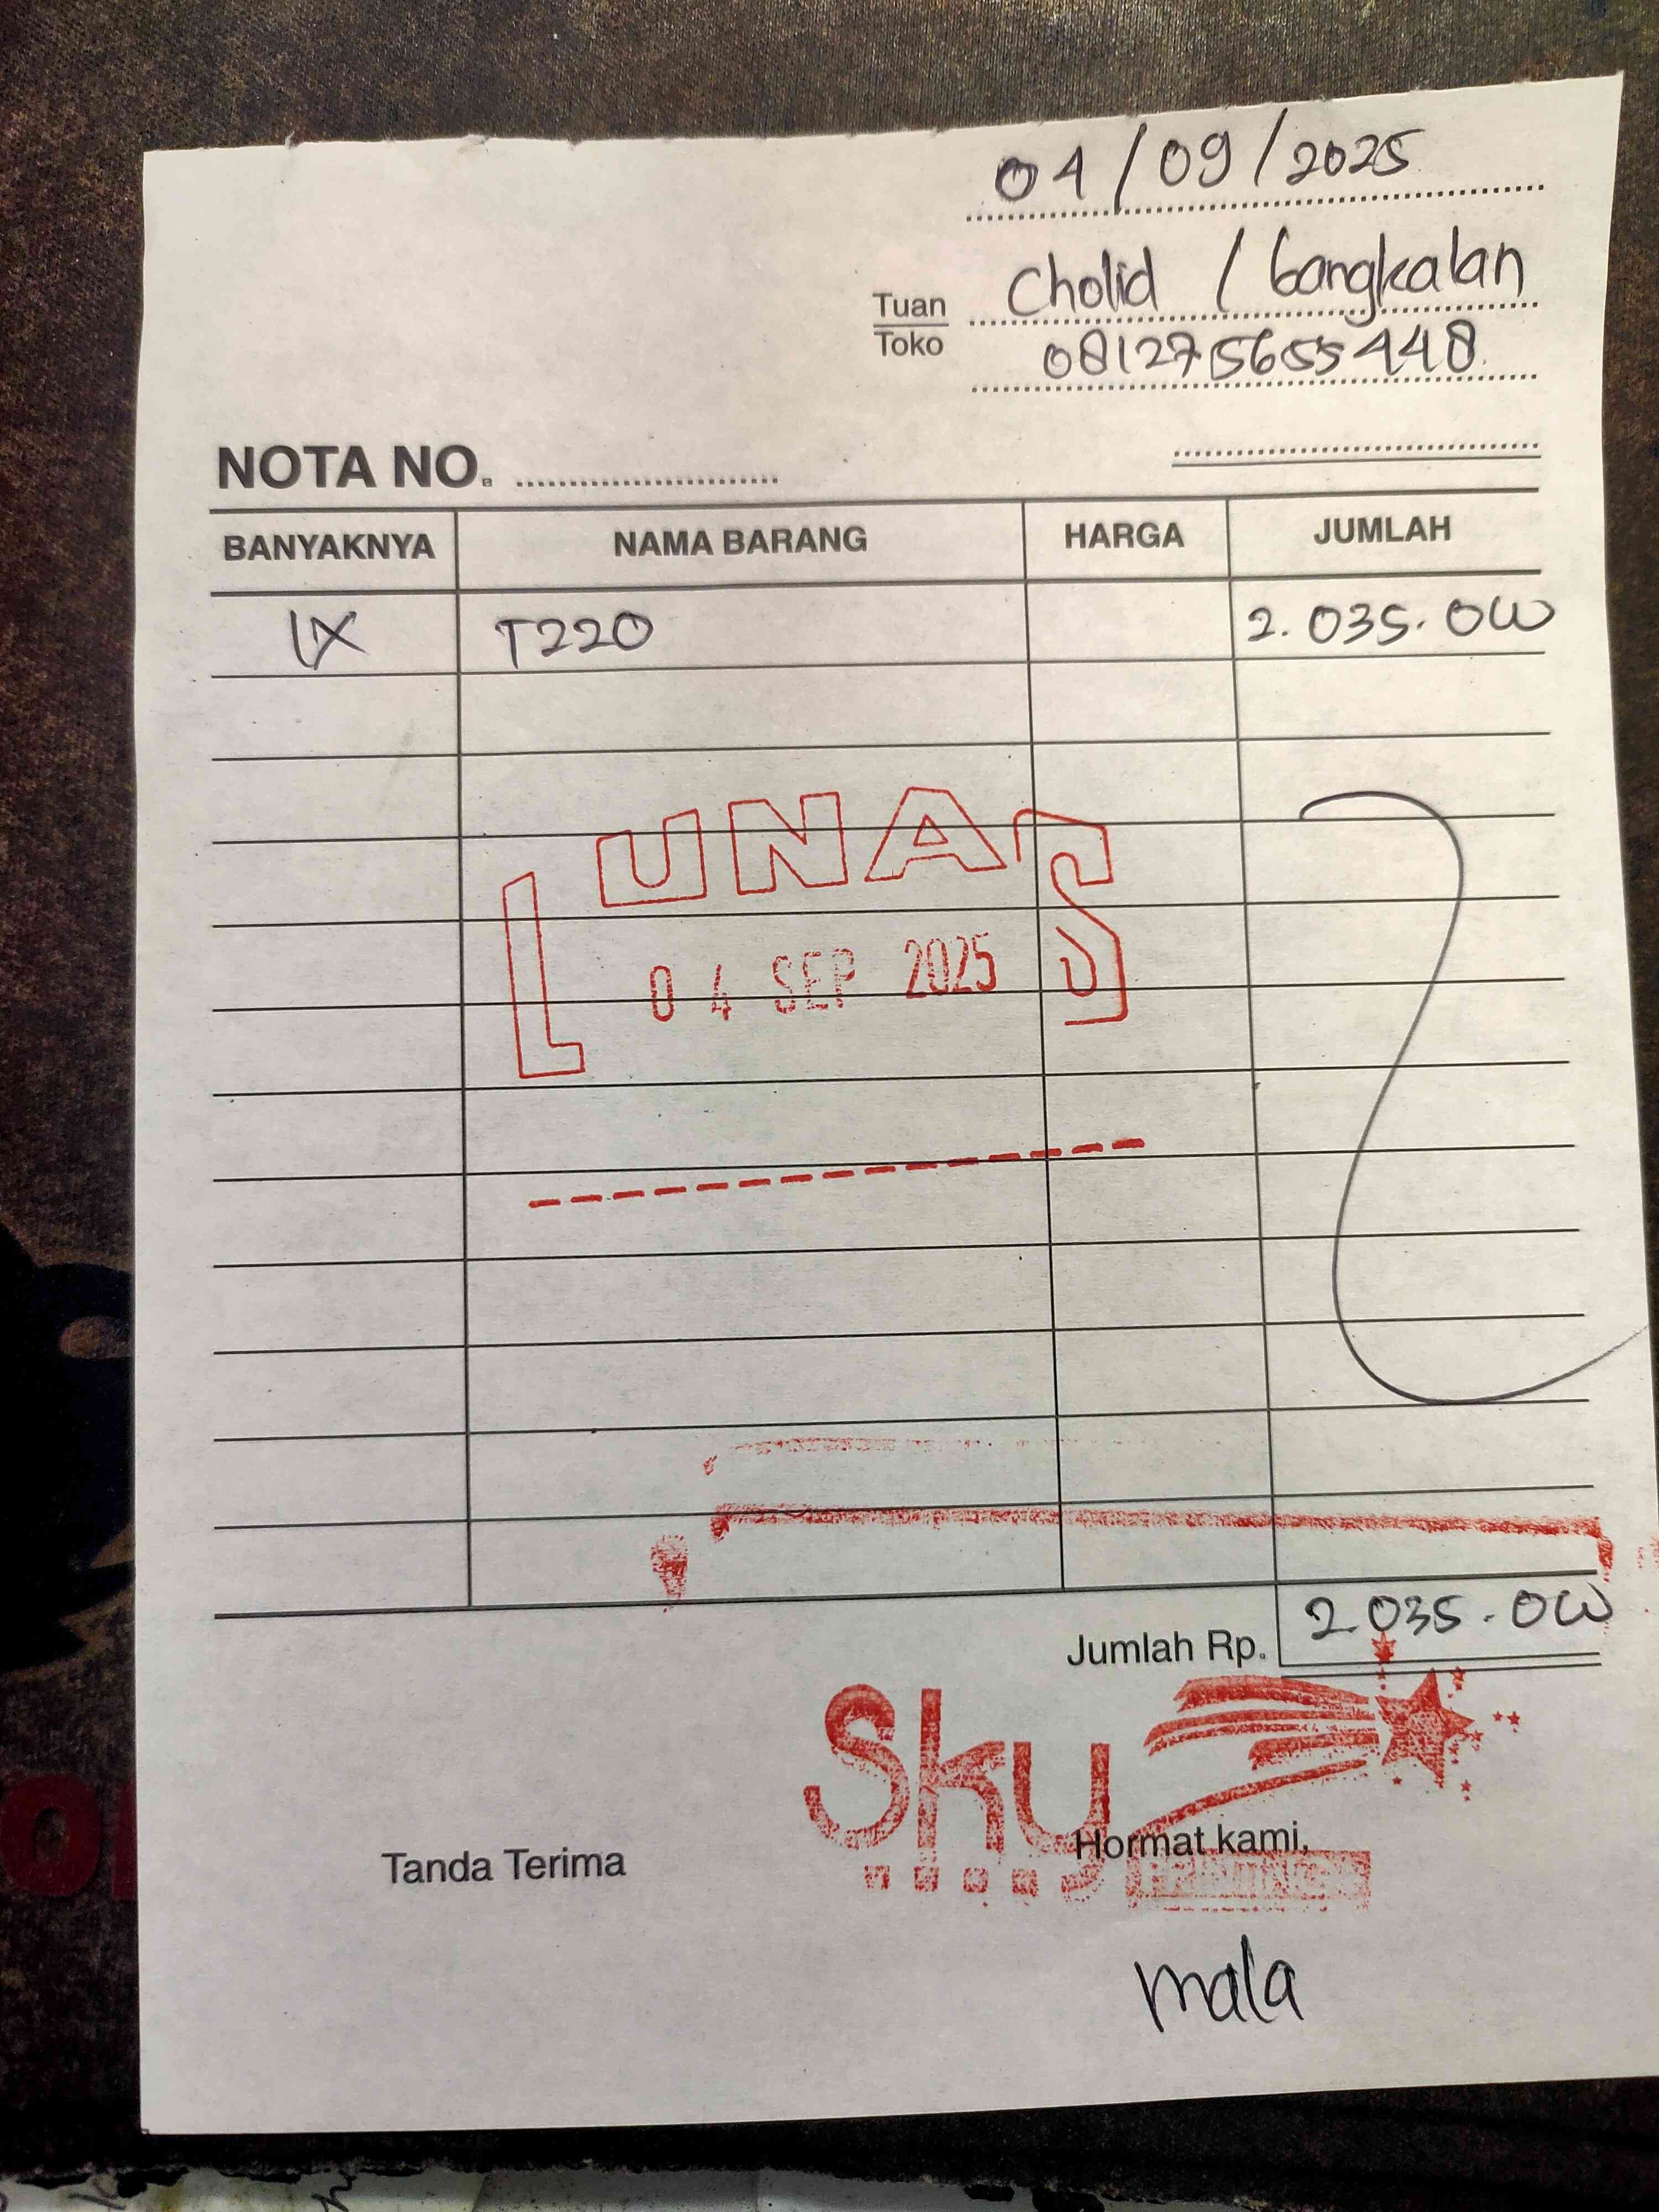 04/09/2025
Tuan Cholid / bangkalan
Toko 081275655448
NOTA NO.
BANYAKNYA NAMA BARANG HARGA JUMLAH
1X T220 2.035.000
LUNAS
04 SEP 2025
Jumlah Rp. 2.035.000
Sky
Tanda Terima Hormat kami,
mala